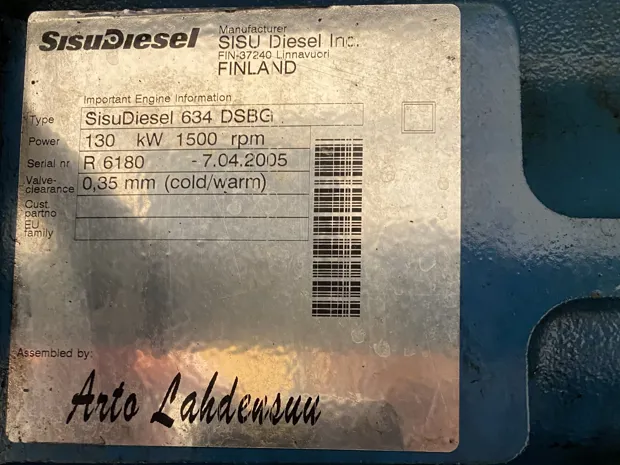 SISUDIESEL
Manufacturer
SISU Diesel Inc.
FIN-37240 Linnavuori
FINLAND
Important Engine Information
Type SisuDiesel 634 DSBG
Power 130 kW 1500 rpm
Serial nr R 6180 - 7.04.2005
Valve-clearance 0,35 mm (cold/warm)
Cust. partno
EU family
Assembled by:
Arto Lahdensuu